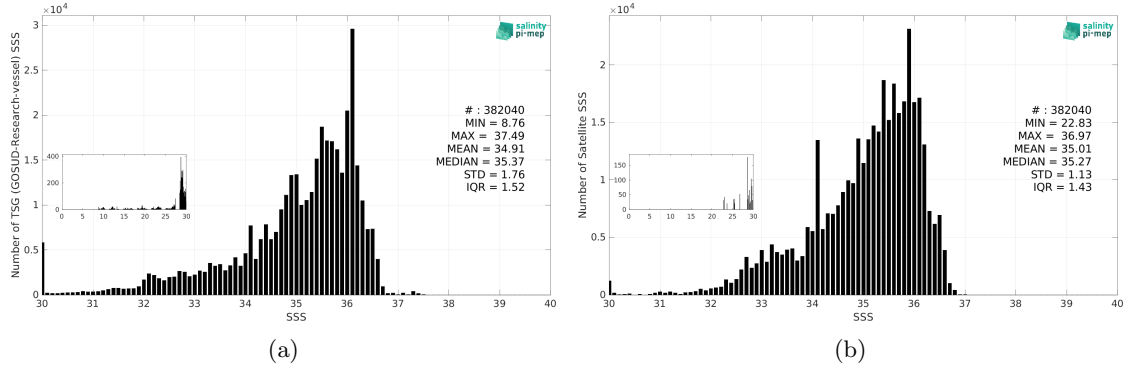 ×10⁴
3
2.5
2
1.5
1
0.5
0
Number of TSG (GOSUD-Research-vessel) SSS
salinity
pi-mep
# : 382040
MIN = 8.76
MAX = 37.49
MEAN = 34.91
MEDIAN = 35.37
STD = 1.76
IQR = 1.52
400
200
0
0 5 10 15 20 25 30
30 31 32 33 34 35 36 37 38 39 40
SSS
(a)
×10⁴
2
1.5
1
0.5
0
Number of Satellite SSS
salinity
pi-mep
# : 382040
MIN = 22.83
MAX = 36.97
MEAN = 35.01
MEDIAN = 35.27
STD = 1.13
IQR = 1.43
150
100
50
0
0 5 10 15 20 25 30
30 31 32 33 34 35 36 37 38 39 40
SSS
(b)